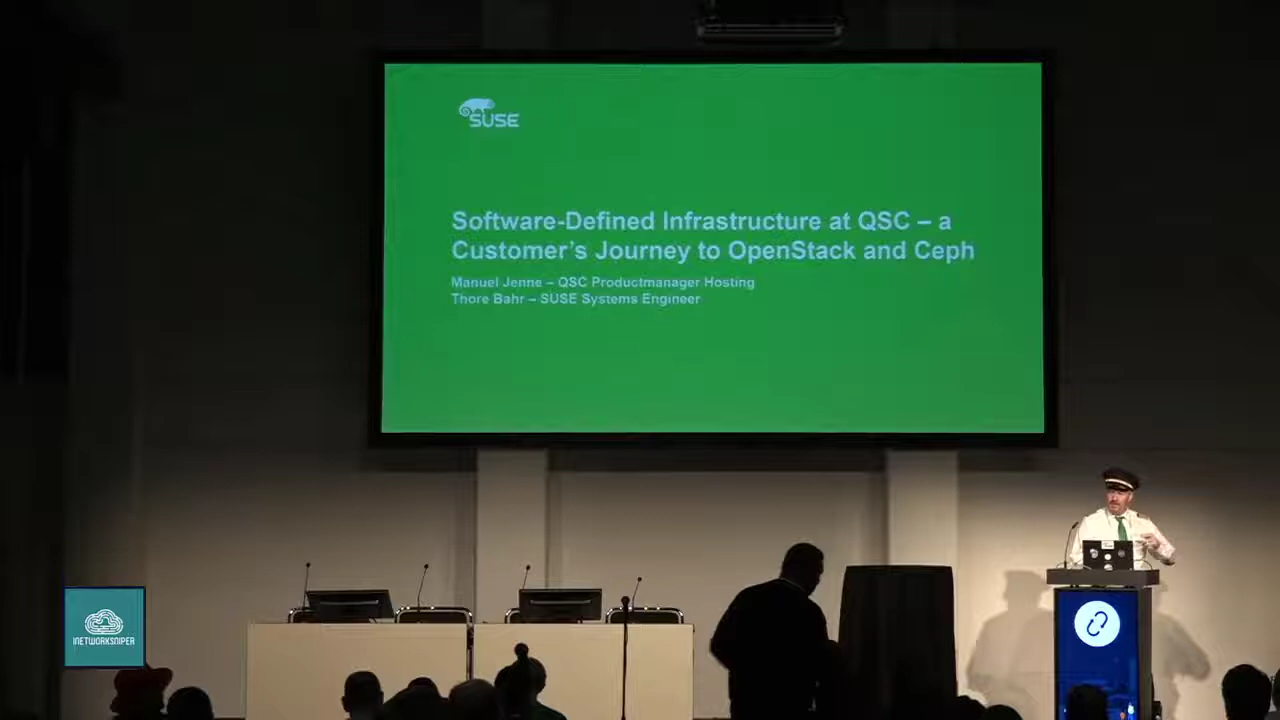 SUSE
Software-Defined Infrastructure at QSC – a
Customer's Journey to OpenStack and Ceph
Manuel Jenne – QSC Productmanager Hosting
Thore Bahr – SUSE Systems Engineer
INETWORKSNIPER